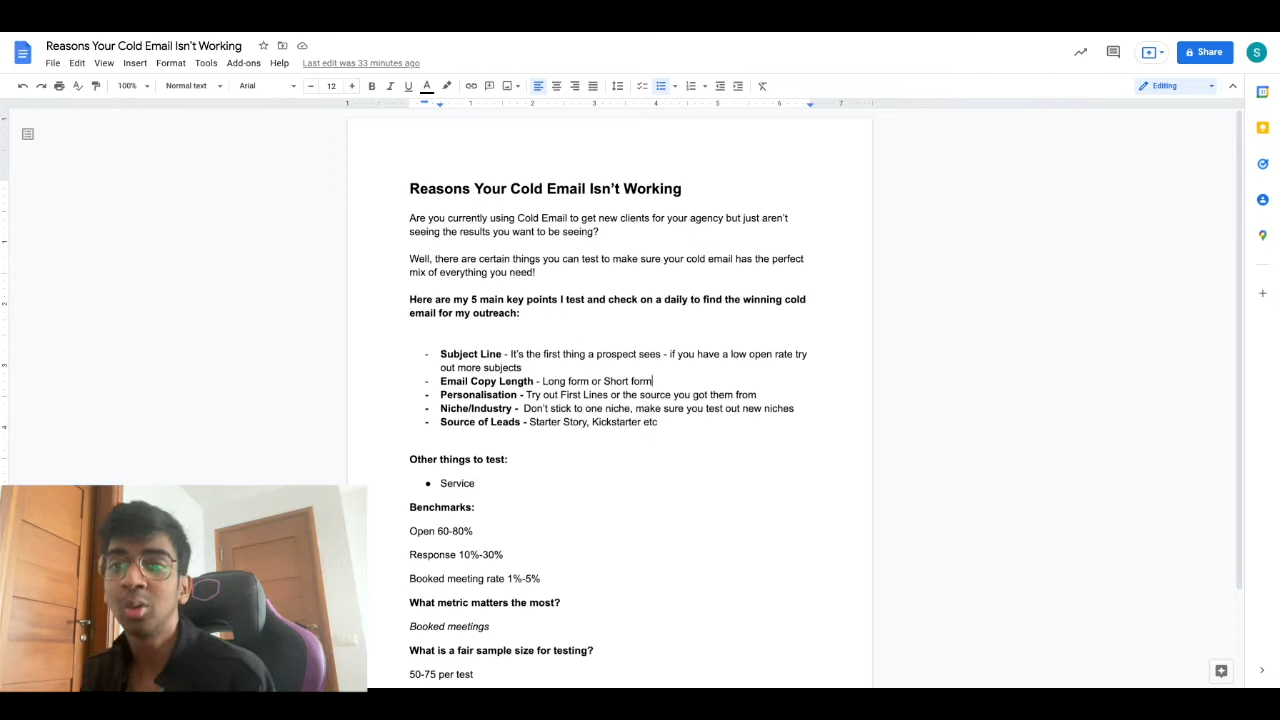 Reasons Your Cold Email Isn't Working
File Edit View Insert Format Tools Add-ons Help Last edit was 33 minutes ago
Share
S
100% Normal text Arial 12 B I U A Editing
1 1 2 3 4 5 6 7
Reasons Your Cold Email Isn't Working
Are you currently using Cold Email to get new clients for your agency but just aren't
seeing the results you want to be seeing?
Well, there are certain things you can test to make sure your cold email has the perfect
mix of everything you need!
Here are my 5 main key points I test and check on a daily to find the winning cold
email for my outreach:
- Subject Line - It's the first thing a prospect sees - if you have a low open rate try
out more subjects
- Email Copy Length - Long form or Short form
- Personalisation - Try out First Lines or the source you got them from
- Niche/Industry - Don't stick to one niche, make sure you test out new niches
- Source of Leads - Starter Story, Kickstarter etc
Other things to test:
● Service
Benchmarks:
Open 60-80%
Response 10%-30%
Booked meeting rate 1%-5%
What metric matters the most?
Booked meetings
What is a fair sample size for testing?
50-75 per test